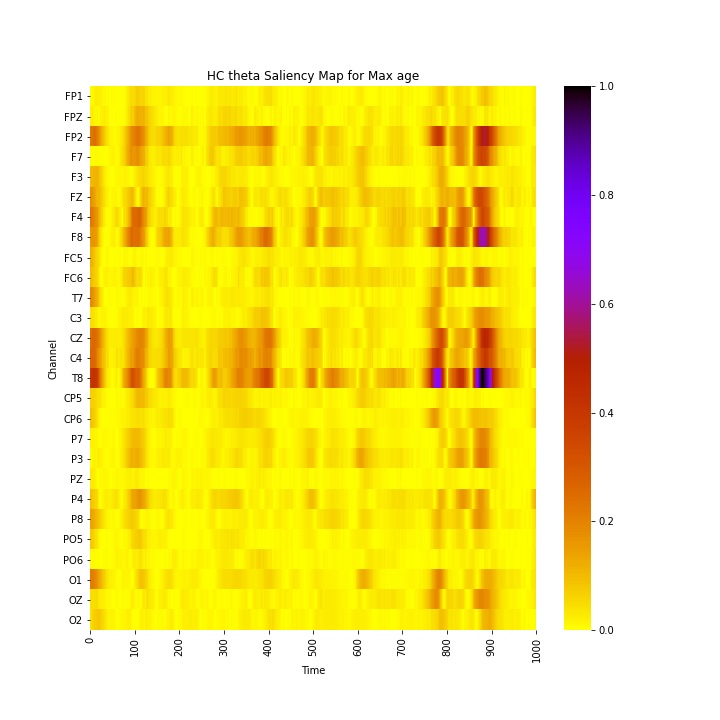 HC theta Saliency Map for Max age
Channel
FP1
FPZ
FP2
F7
F3
FZ
F4
F8
FC5
FC6
T7
C3
CZ
C4
T8
CP5
CP6
P7
P3
PZ
P4
P8
PO5
PO6
O1
OZ
O2
0 100 200 300 400 500 600 700 800 900 1000
Time
1.0
0.8
0.6
0.4
0.2
0.0